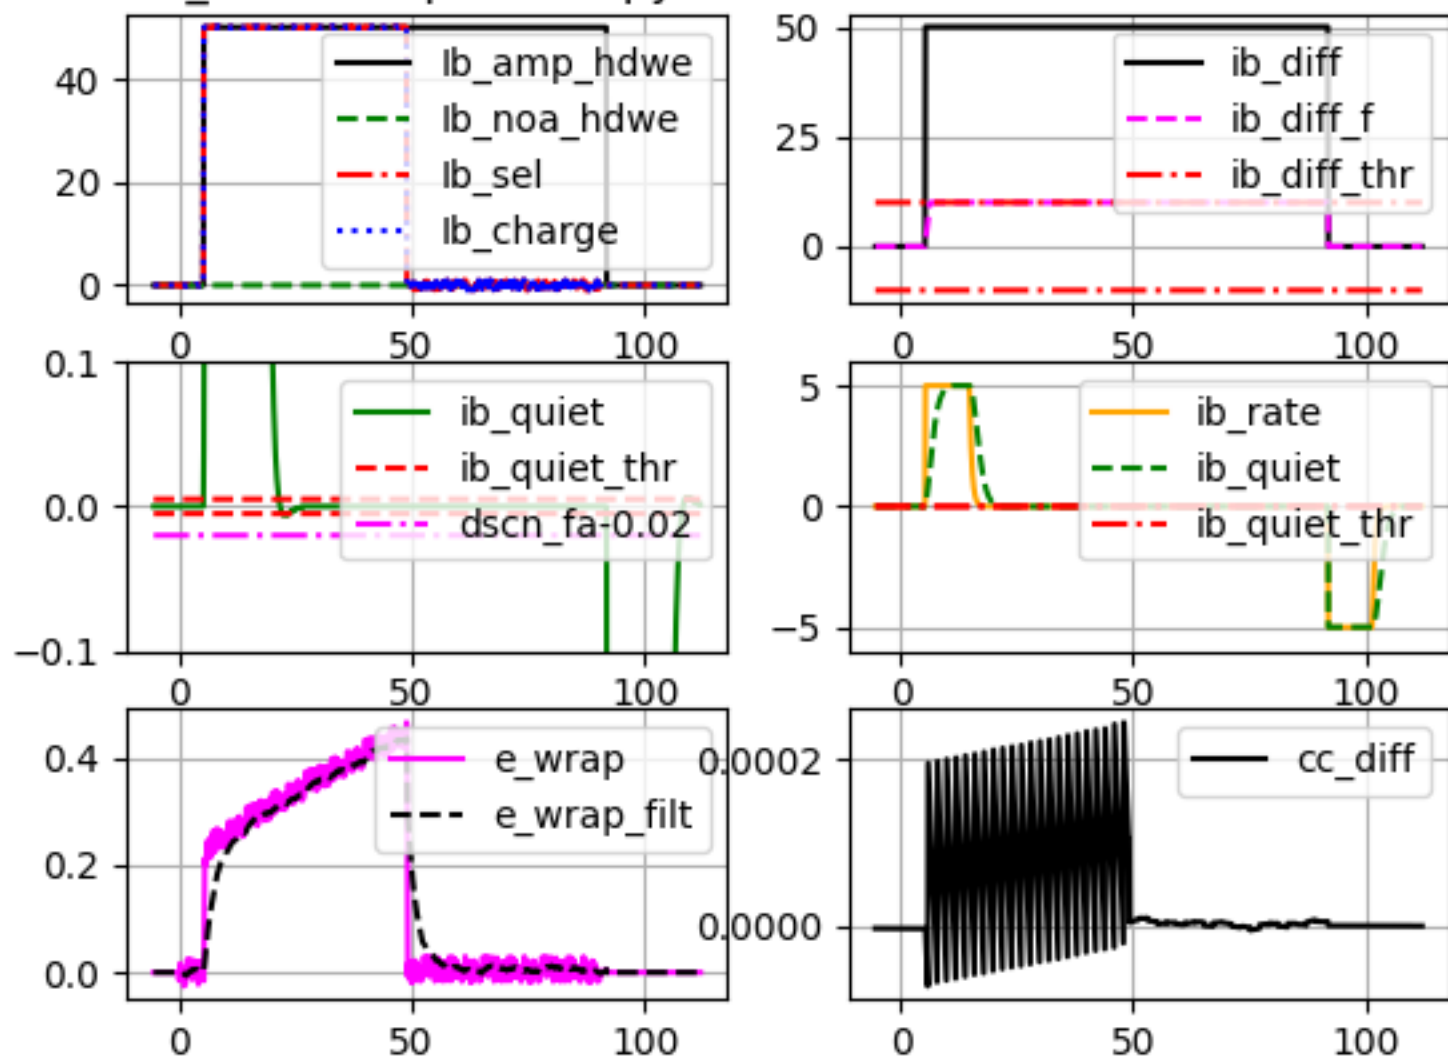 40
20
0
Ib_amp_hdwe
Ib_noa_hdwe
Ib_sel
Ib_charge
0 50 100
50
25
0
ib_diff
ib_diff_f
ib_diff_thr
0 50 100
0.1
0.0
−0.1
ib_quiet
ib_quiet_thr
dscn_fa-0.02
0 50 100
5
0
−5
ib_rate
ib_quiet
ib_quiet_thr
0 50 100
0.4
0.2
0.0
e_wrap
e_wrap_filt
0 50 100
0.0002
0.0000
cc_diff
0 50 100